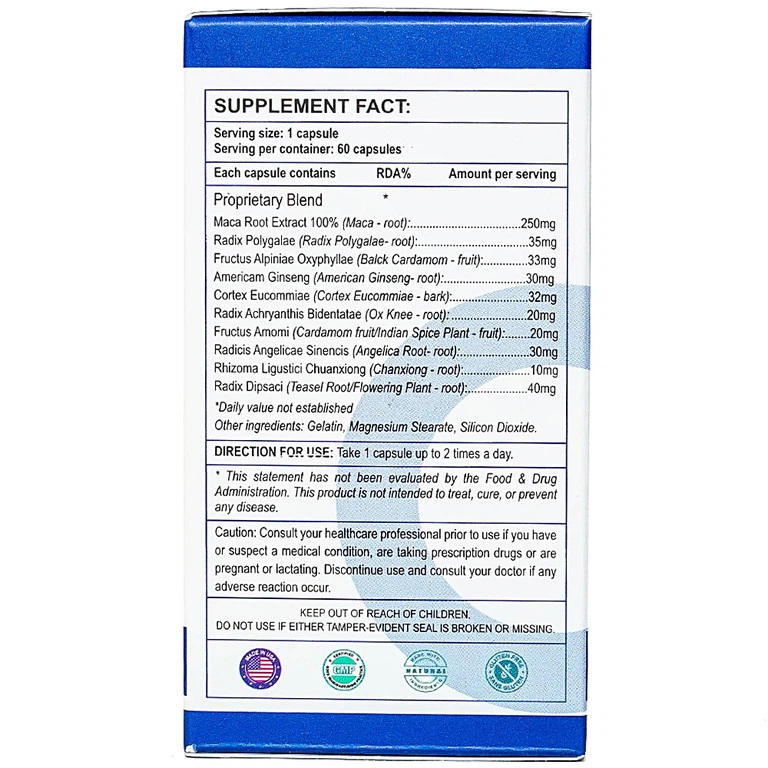 SUPPLEMENT FACT:
Serving size: 1 capsule
Serving per container: 60 capsules
Each capsule contains RDA% Amount per serving
Proprietary Blend *
Maca Root Extract 100% (Maca - root):...............................250mg
Radix Polygalae (Radix Polygalae- root):...............................35mg
Fructus Alpiniae Oxyphyllae (Balck Cardamom - fruit):............33mg
Americam Ginseng (American Ginseng- root):.......................30mg
Cortex Eucommiae (Cortex Eucommiae - bark):.....................32mg
Radix Achryanthis Bidentatae (Ox Knee - root): .....................20mg
Fructus Amomi (Cardamom fruit/Indian Spice Plant - fruit):.......20mg
Radicis Angelicae Sinencis (Angelica Root- root):...................30mg
Rhizoma Ligustici Chuanxiong (Chanxiong - root):..................10mg
Radix Dipsaci (Teasel Root/Flowering Plant - root):.................40mg
*Daily value not established
Other ingredients: Gelatin, Magnesium Stearate, Silicon Dioxide.
DIRECTION FOR USE: Take 1 capsule up to 2 times a day.
* This statement has not been evaluated by the Food & Drug
Administration. This product is not intended to treat, cure, or prevent
any disease.
Caution: Consult your healthcare professional prior to use if you have
or suspect a medical condition, are taking prescription drugs or are
pregnant or lactating. Discontinue use and consult your doctor if any
adverse reaction occur.
KEEP OUT OF REACH OF CHILDREN.
DO NOT USE IF EITHER TAMPER-EVIDENT SEAL IS BROKEN OR MISSING.
MADE IN USA
CERTIFIED
GMP
MADE WITH
NATURAL
INGREDIENTS
GLUTEN FREE
SANS GLUTEN